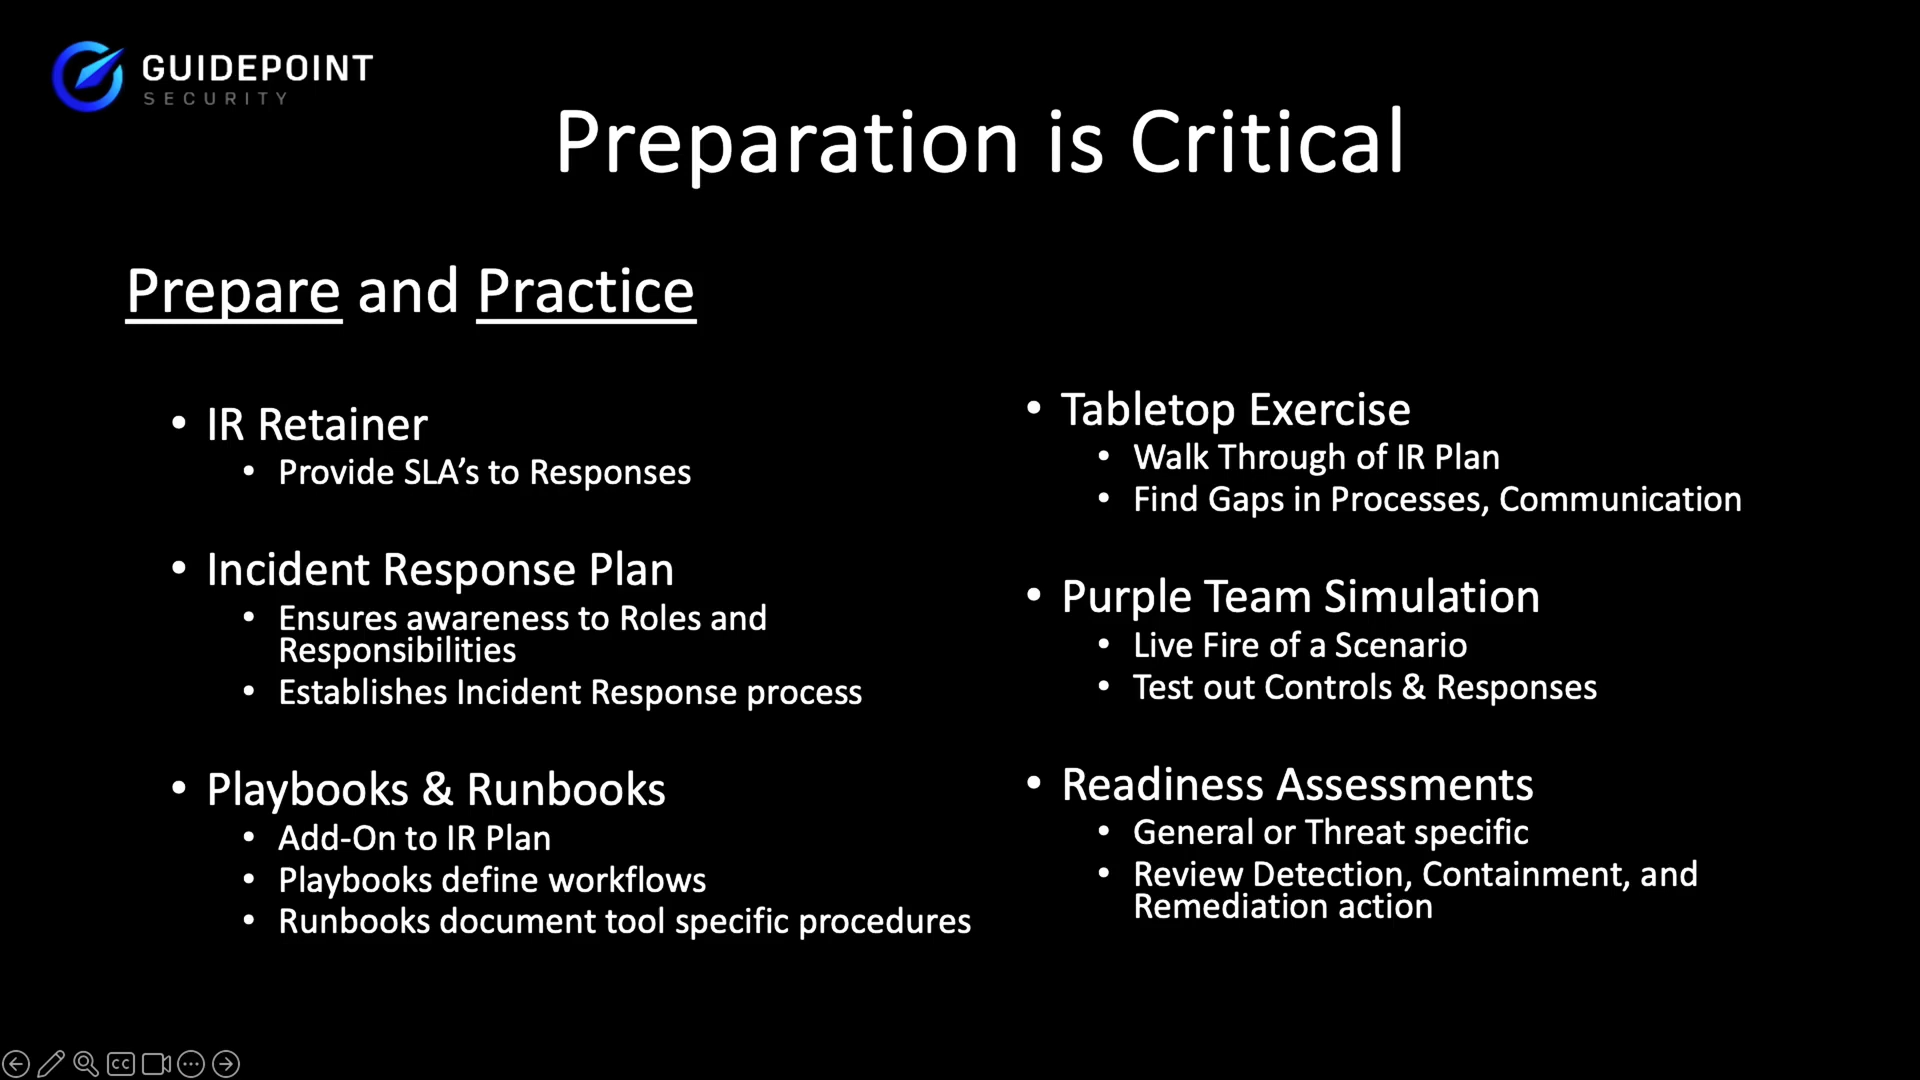 GUIDEPOINT
SECURITY
Preparation is Critical
Prepare and Practice
• IR Retainer
• Provide SLA's to Responses
• Incident Response Plan
• Ensures awareness to Roles and
Responsibilities
• Establishes Incident Response process
• Playbooks & Runbooks
• Add-On to IR Plan
• Playbooks define workflows
• Runbooks document tool specific procedures
• Tabletop Exercise
• Walk Through of IR Plan
• Find Gaps in Processes, Communication
• Purple Team Simulation
• Live Fire of a Scenario
• Test out Controls & Responses
• Readiness Assessments
• General or Threat specific
• Review Detection, Containment, and
Remediation action
CC